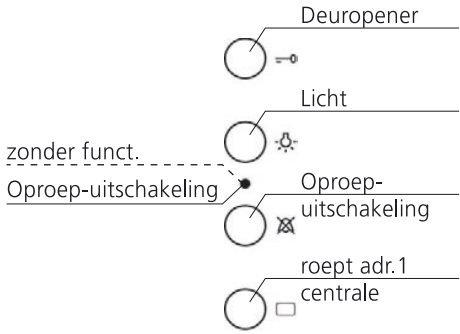 Deuropener
Licht
zonder funct.
Oproep-uitschakeling
Oproep-
uitschakeling
roept adr.1
centrale